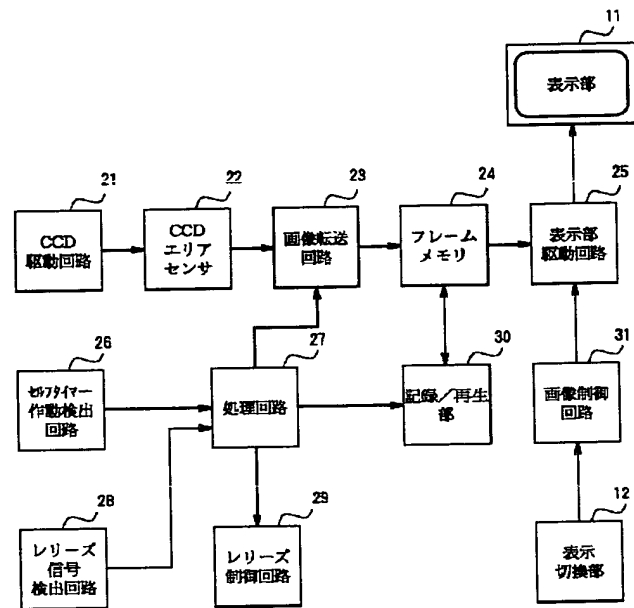 11
表示部
21
CCD
駆動回路
22
CCD
エリア
センサ
23
画像転送
回路
24
フレーム
メモリ
25
表示部
駆動回路
26
セルフタイマー
作動検出
回路
27
処理回路
30
記録/再生
部
31
画像制御
回路
28
レリーズ
信号
検出回路
29
レリーズ
制御回路
12
表示
切換部